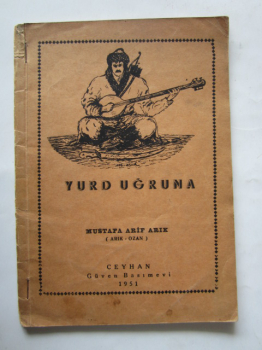 YURD UĞRUNA
MUSTAFA ARİF ARIK
( ARIK - OZAN )
CEYHAN
Güven Basımevi
1951